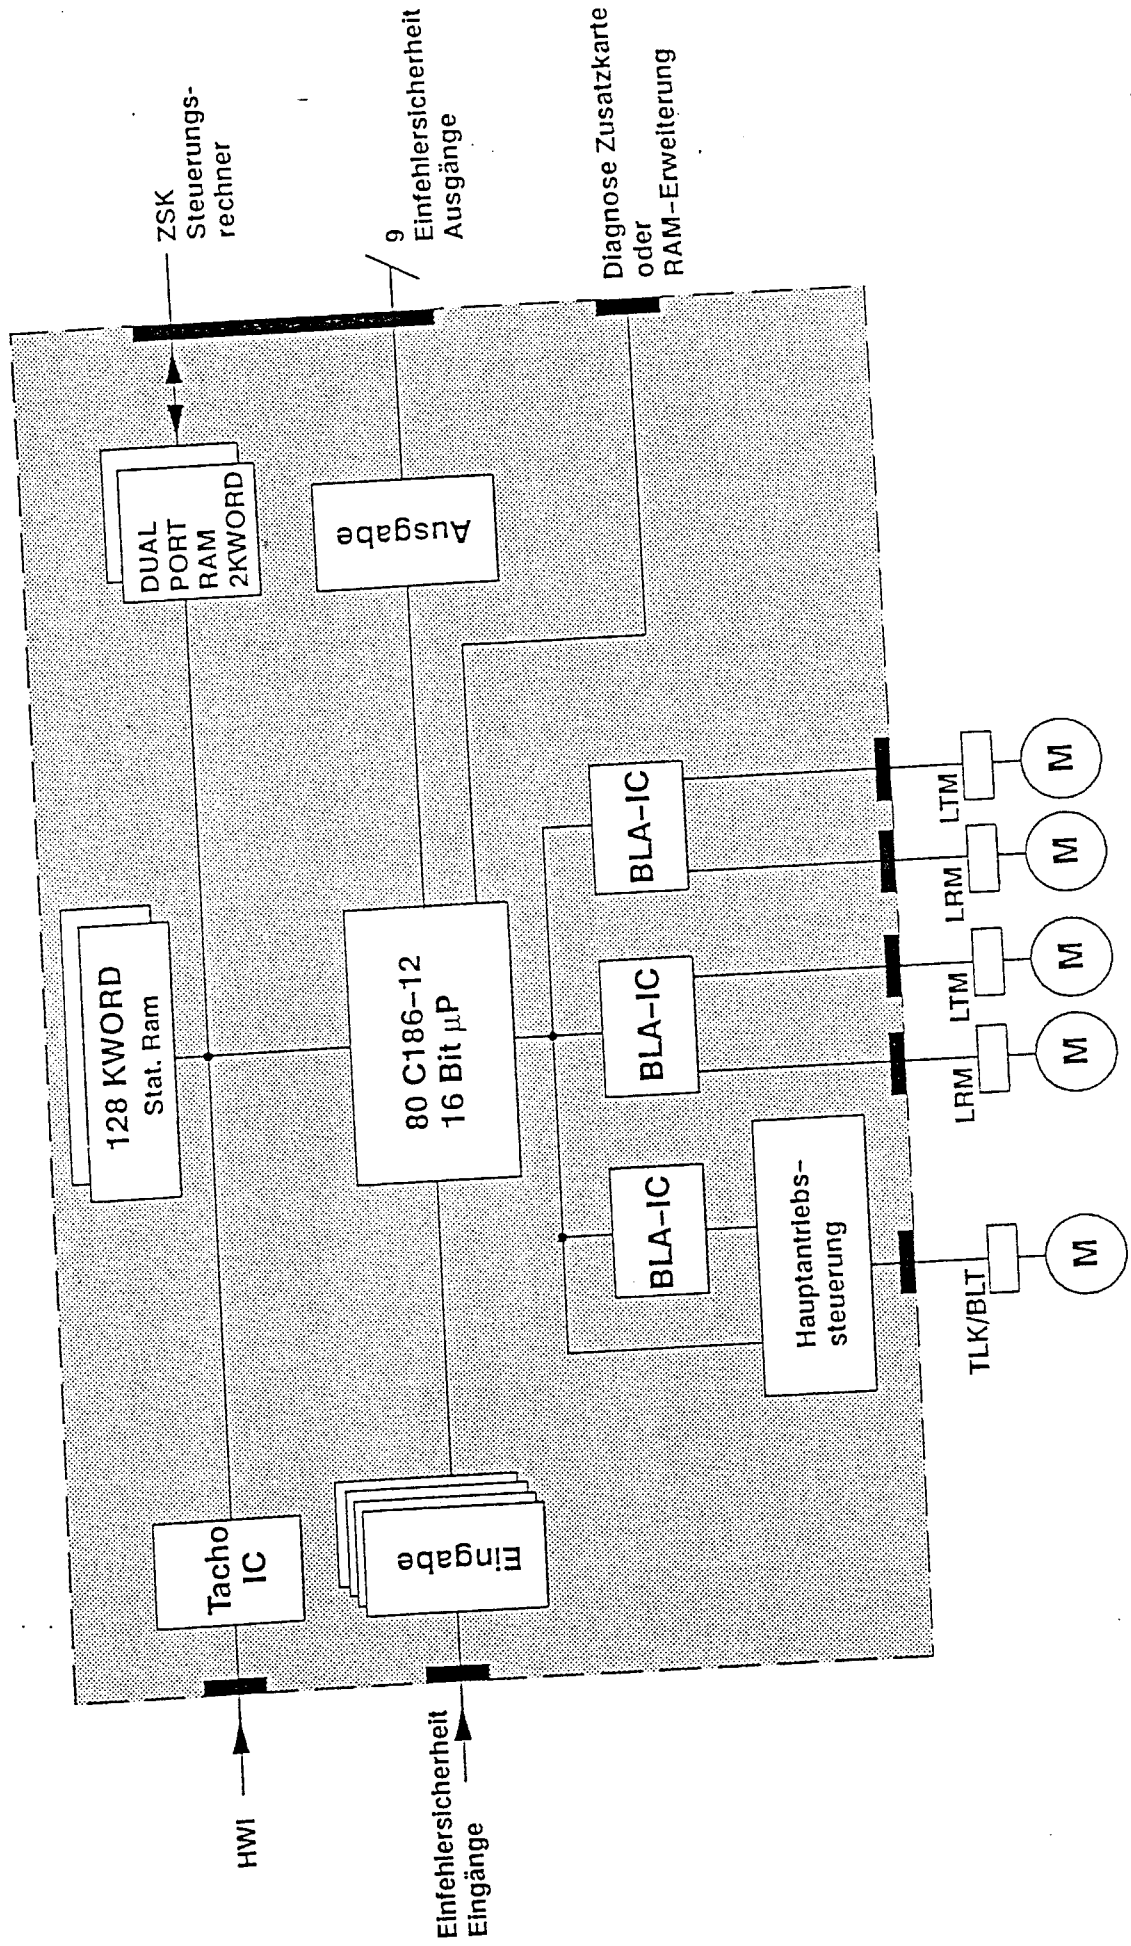 HWI
Tacho
IC
128 KWORD
Stat. Ram
DUAL
PORT
RAM
2KWORD
ZSK
Steuerungs-
rechner
Einfehlersicherheit
Eingänge
Eingabe
80 C186-12
16 Bit µP
Ausgabe
9
Einfehlersicherheit
Ausgänge
Diagnose Zusatzkarte
oder
RAM-Erweiterung
BLA-IC
BLA-IC
BLA-IC
Hauptantriebs-
steuerung
TLK/BLT
LRM
LTM
LRM
LTM
M
M
M
M
M